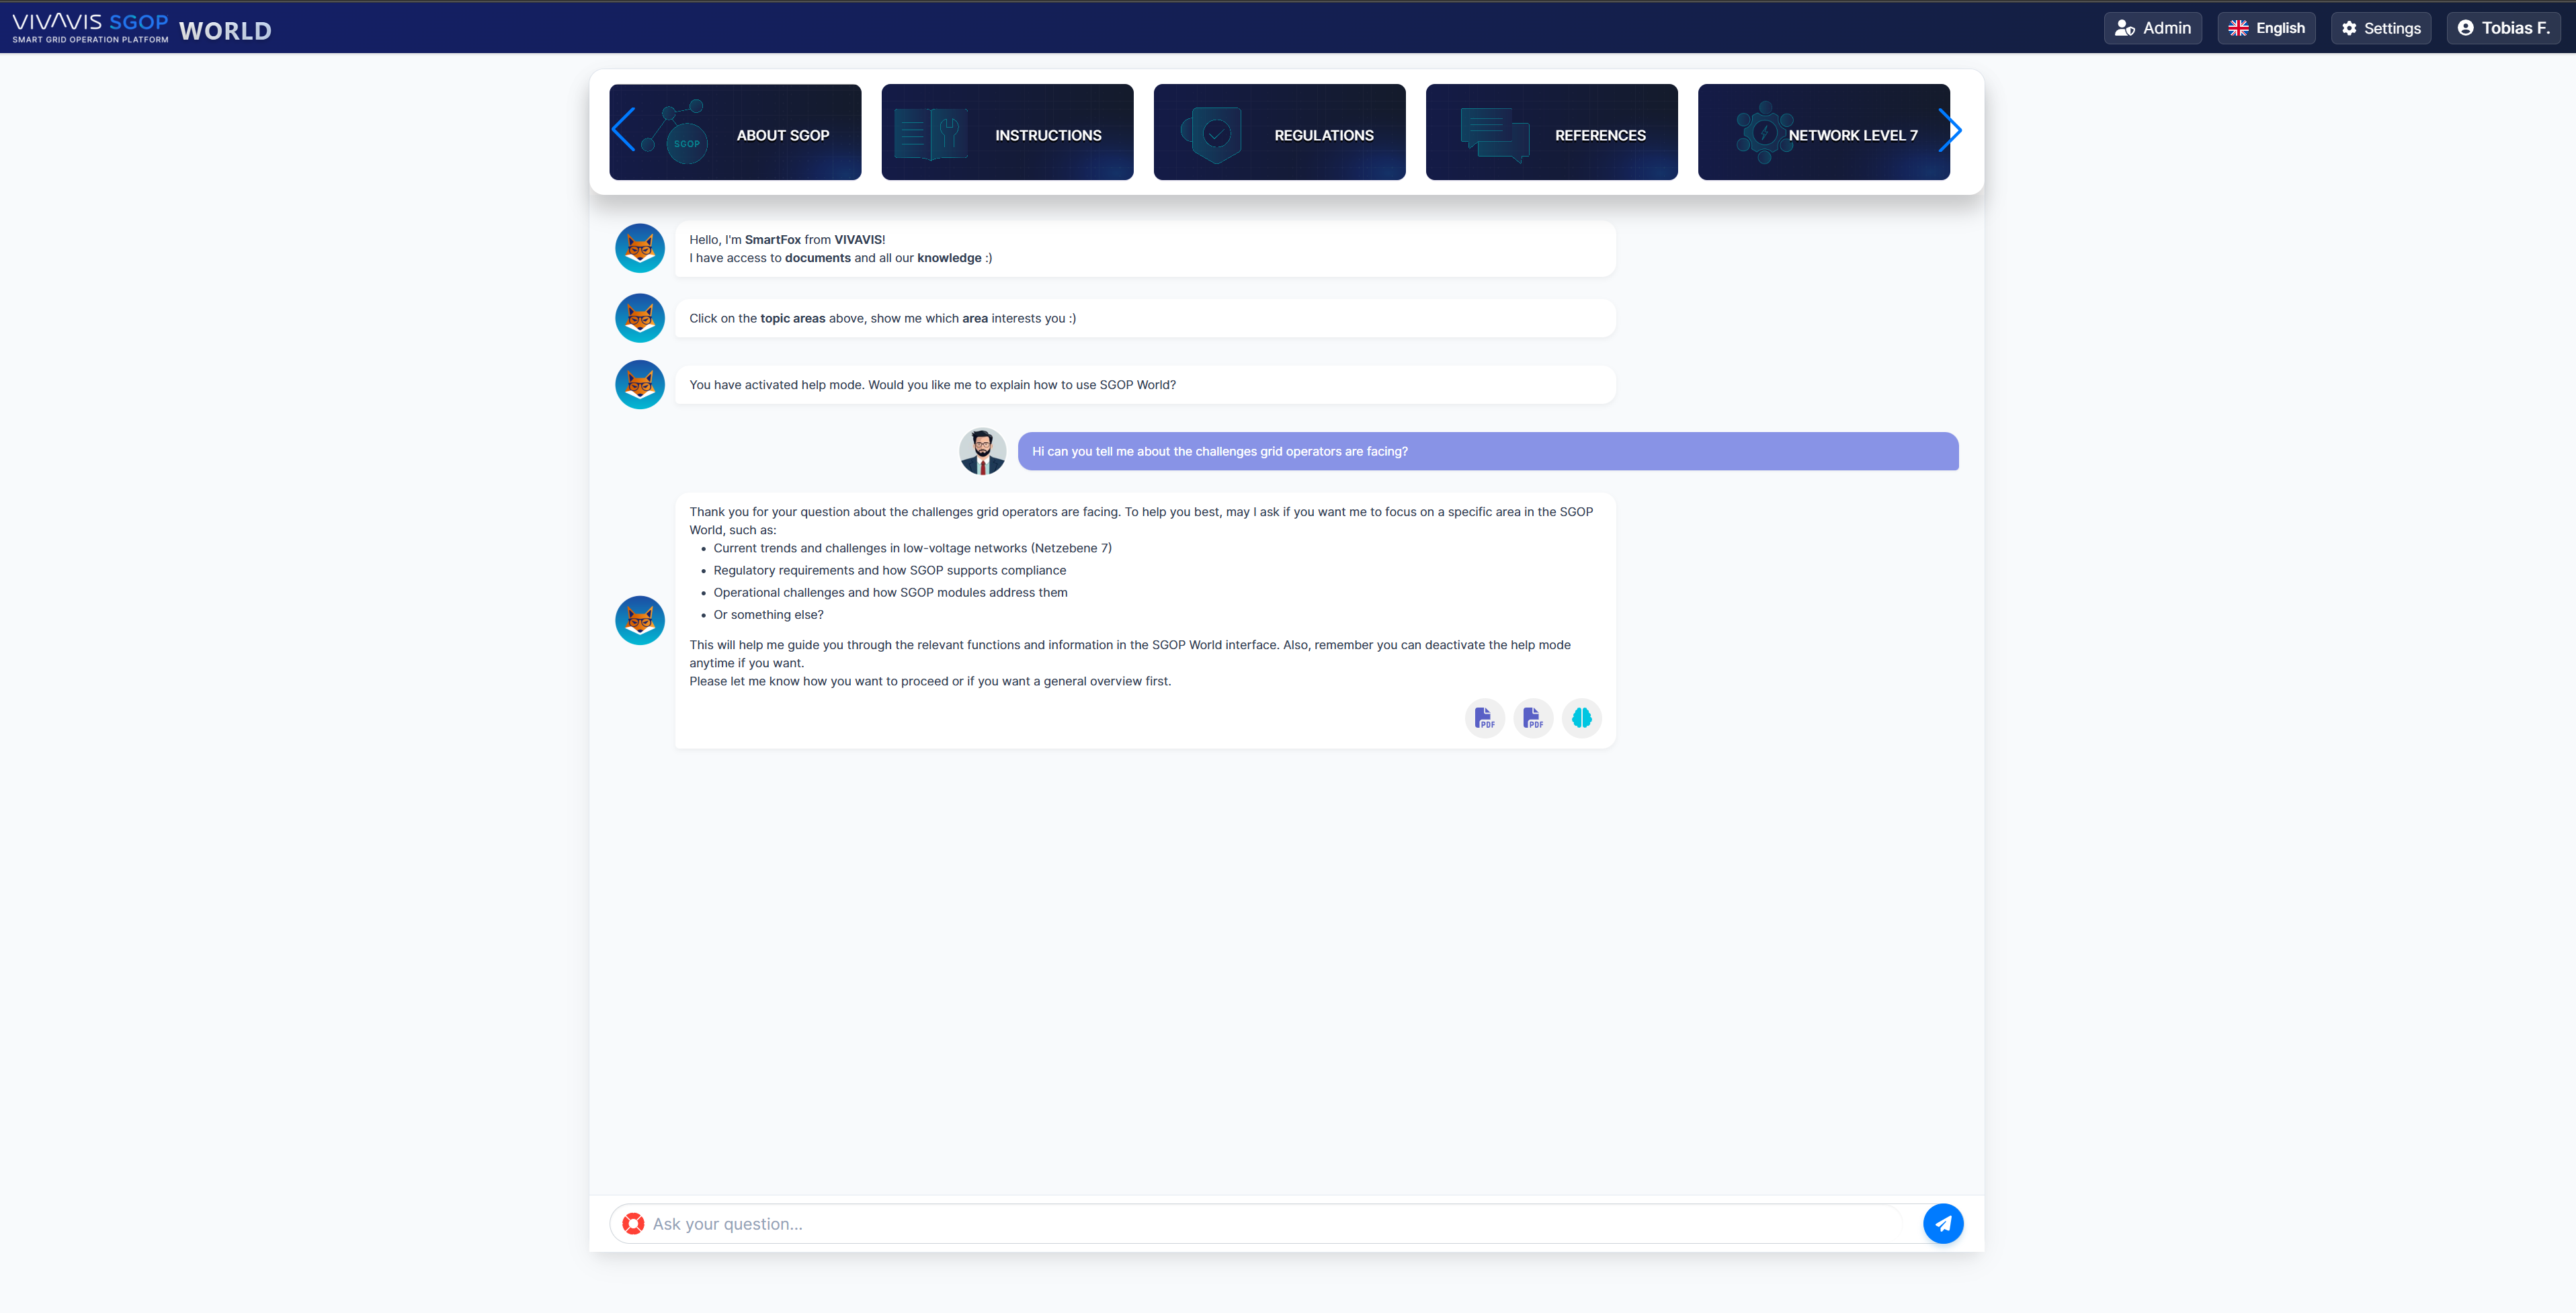 VIVAVIS SGOP WORLD
SMART GRID OPERATION PLATFORM
Admin
English
Settings
Tobias F.
SGOP
ABOUT SGOP
INSTRUCTIONS
REGULATIONS
REFERENCES
NETWORK LEVEL 7
Hello, I'm SmartFox from VIVAVIS!
I have access to documents and all our knowledge :)
Click on the topic areas above, show me which area interests you :)
You have activated help mode. Would you like me to explain how to use SGOP World?
Hi can you tell me about the challenges grid operators are facing?
Thank you for your question about the challenges grid operators are facing. To help you best, may I ask if you want me to focus on a specific area in the SGOP
World, such as:
• Current trends and challenges in low-voltage networks (Netzebene 7)
• Regulatory requirements and how SGOP supports compliance
• Operational challenges and how SGOP modules address them
• Or something else?
This will help me guide you through the relevant functions and information in the SGOP World interface. Also, remember you can deactivate the help mode
anytime if you want.
Please let me know how you want to proceed or if you want a general overview first.
PDF
PDF
Ask your question...